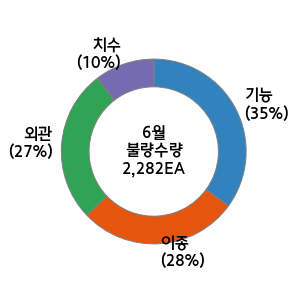 치수
(10%)
기능
(35%)
외관
(27%)
6월
불량수량
2,282EA
이종
(28%)